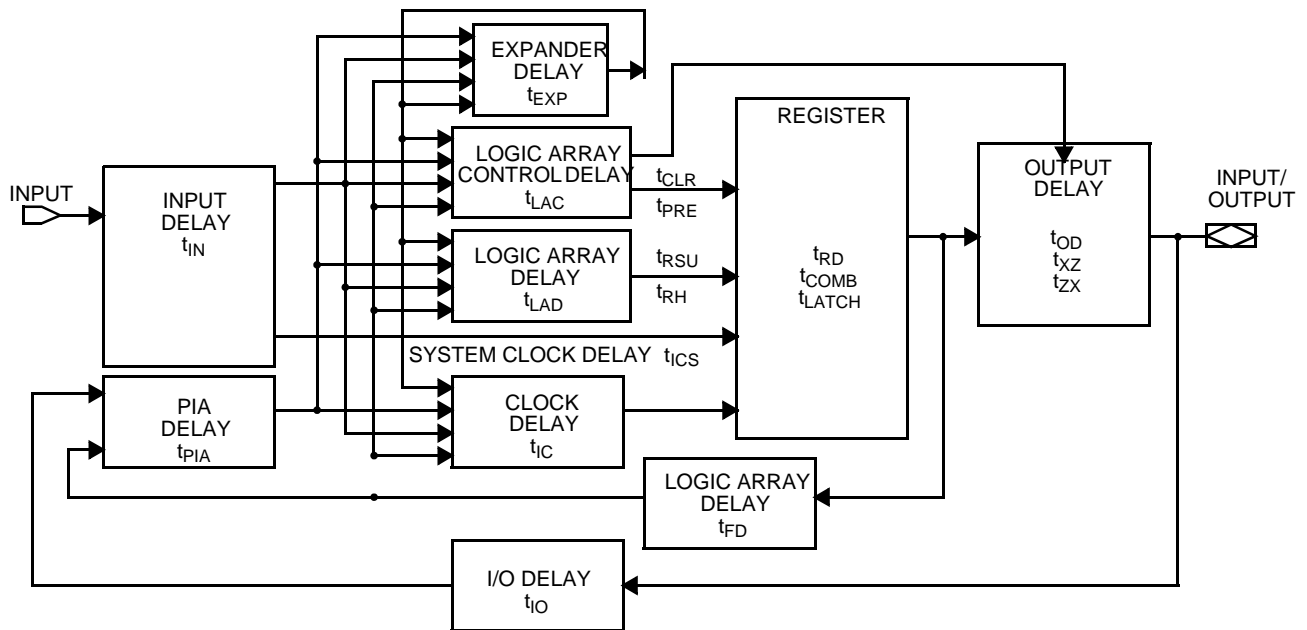 EXPANDER
DELAY
tEXP
REGISTER
LOGIC ARRAY
CONTROL DELAY
tLAC
tCLR
tPRE
INPUT
INPUT
DELAY
tIN
OUTPUT
DELAY
tOD
tXZ
tZX
INPUT/
OUTPUT
LOGIC ARRAY
DELAY
tLAD
tRSU
tRH
tRD
tCOMB
tLATCH
SYSTEM CLOCK DELAY tICS
PIA
DELAY
tPIA
CLOCK
DELAY
tIC
LOGIC ARRAY
DELAY
tFD
I/O DELAY
tIO